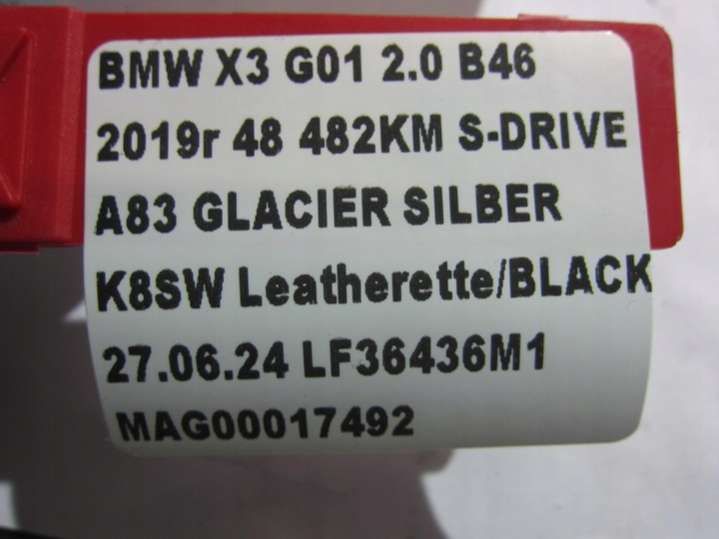 BMW X3 G01 2.0 B46
2019r 48 482KM S-DRIVE
A83 GLACIER SILBER
K8SW Leatherette/BLACK
27.06.24 LF36436M1
MAG00017492